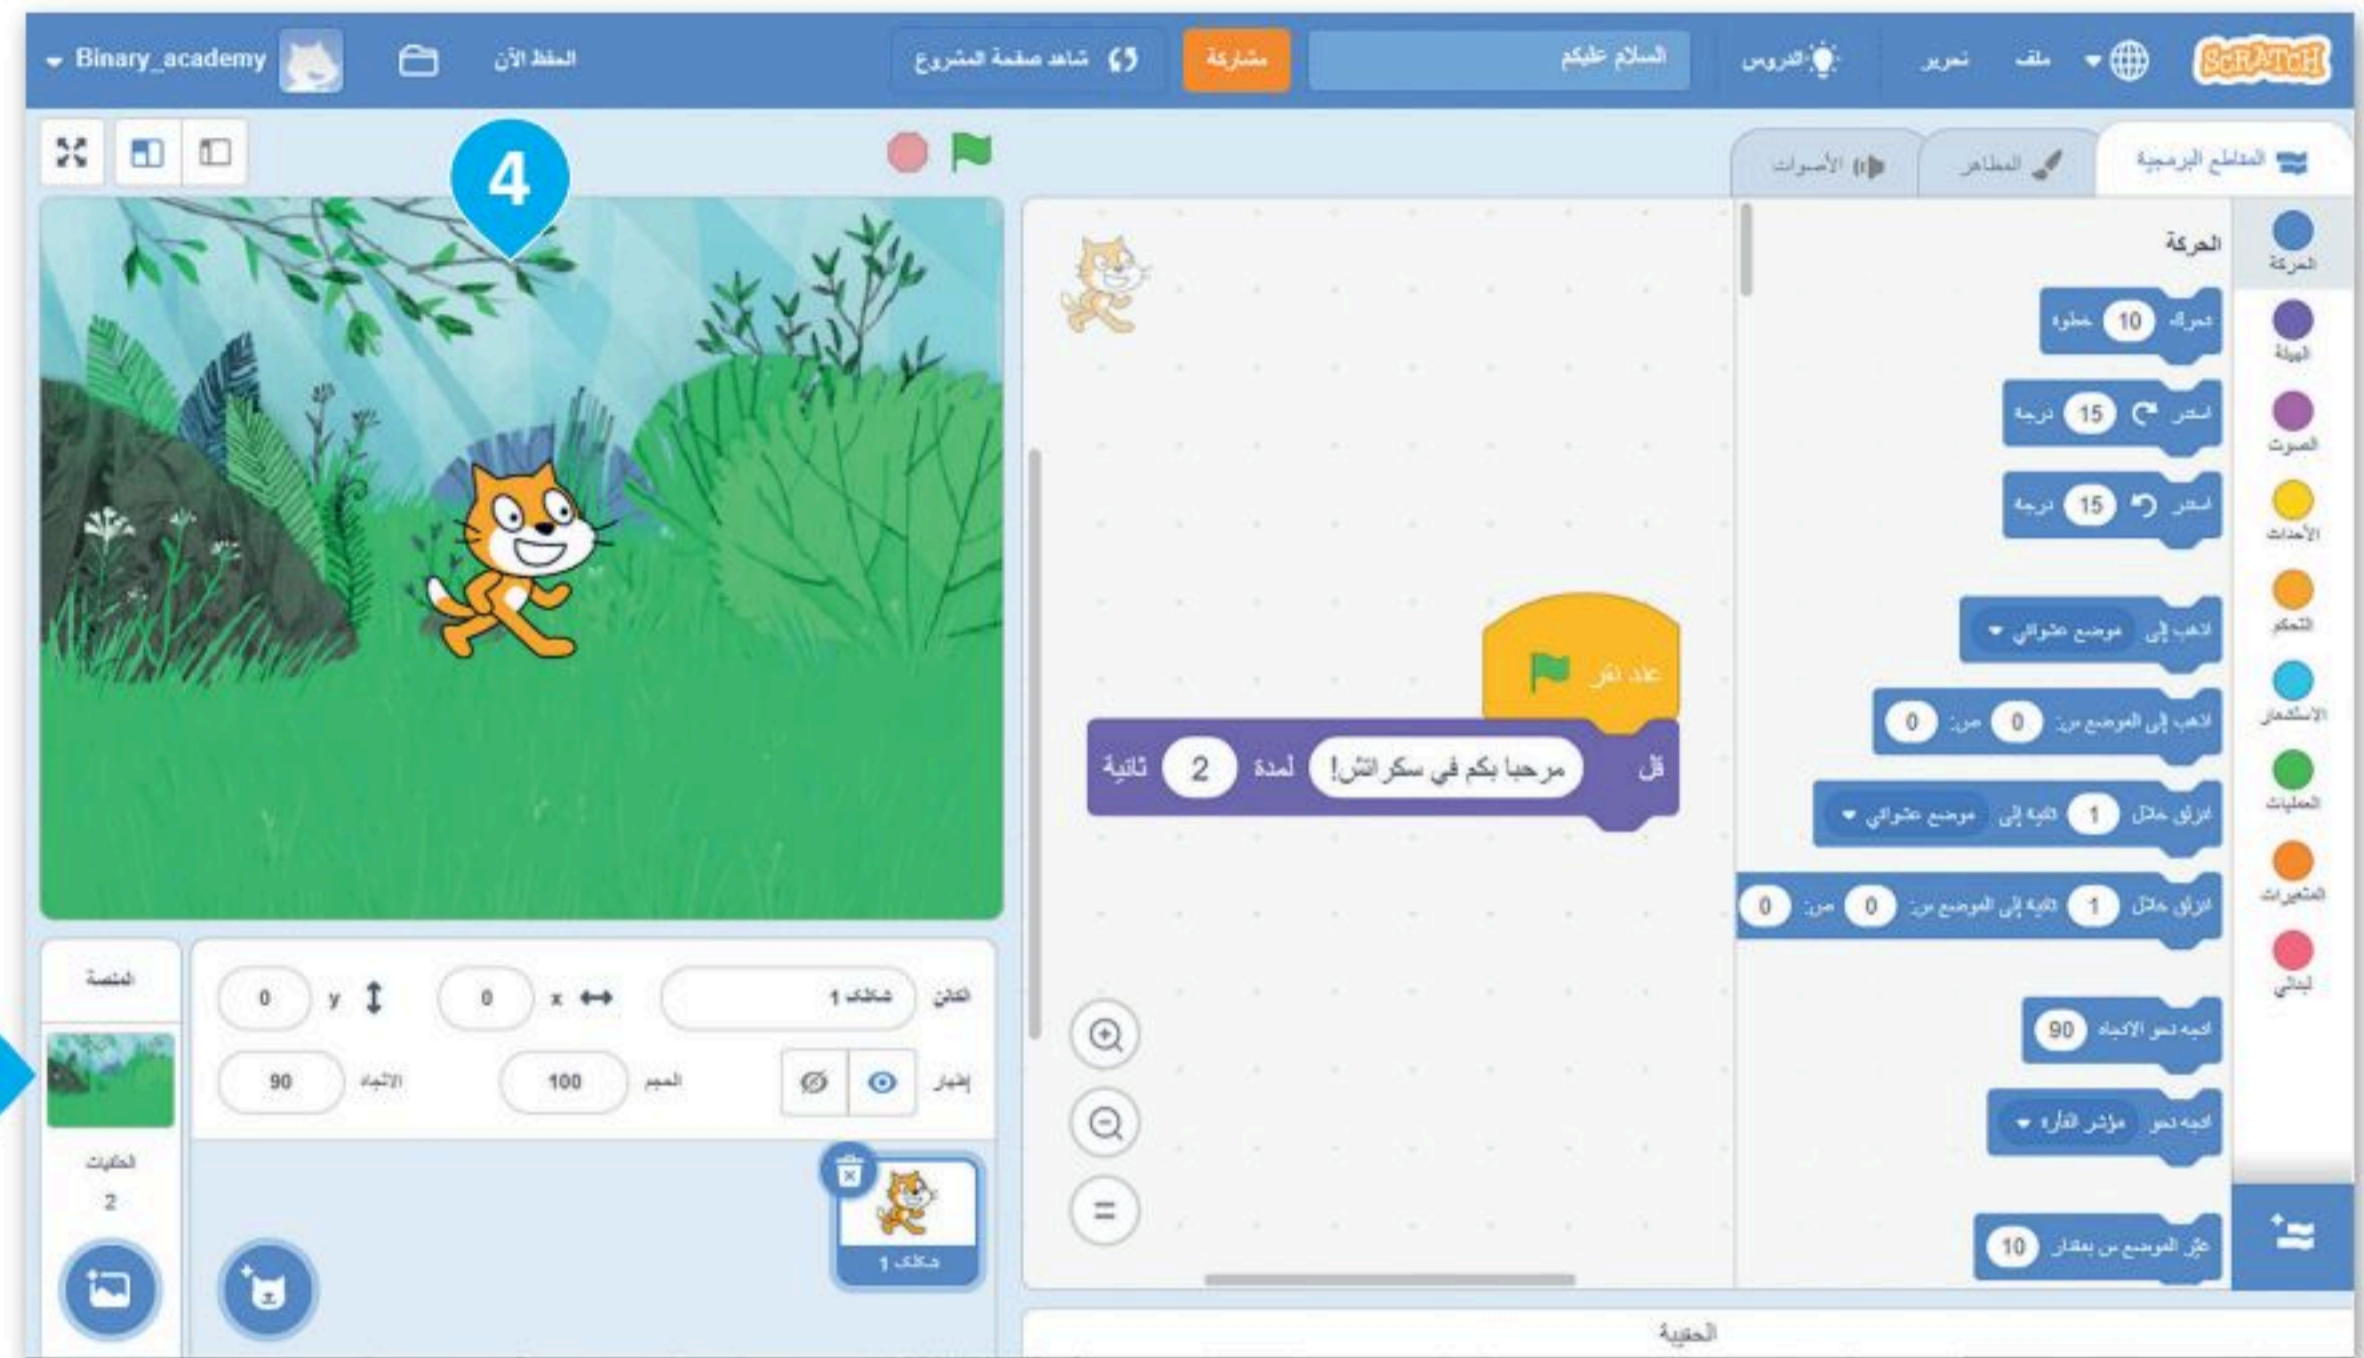 SCRATCH
ملف
تحرير
الدروس
السلام عليكم
مشاركة
شاهد صفحة المشروع
الحفظ الآن
Binary_academy
المقاطع البرمجية
المظاهر
الأصوات
4
الحركة
الهيئة
الصوت
الأحداث
التحكم
الاستشعار
العمليات
المتغيرات
لبناتي
الحركة
تحرك 10 خطوة
استدر 15 درجة
استدر 15 درجة
اذهب إلى موضع عشوائي
اذهب إلى الموضع س: 0 ص: 0
انزلق خلال 1 ثانية إلى موضع عشوائي
انزلق خلال 1 ثانية إلى الموضع س: 0 ص: 0
اتجه نحو الاتجاه 90
اتجه نحو مؤشر الفأرة
غيّر الموضع س بمقدار 10
عند نقر
قل مرحبا بكم في سكراتش! لمدة 2 ثانية
الكائن
1
x 0
y 0
إظهار
الحجم 100
الاتجاه 90
1
المنصة
الخلفيات
2
الحقيبة